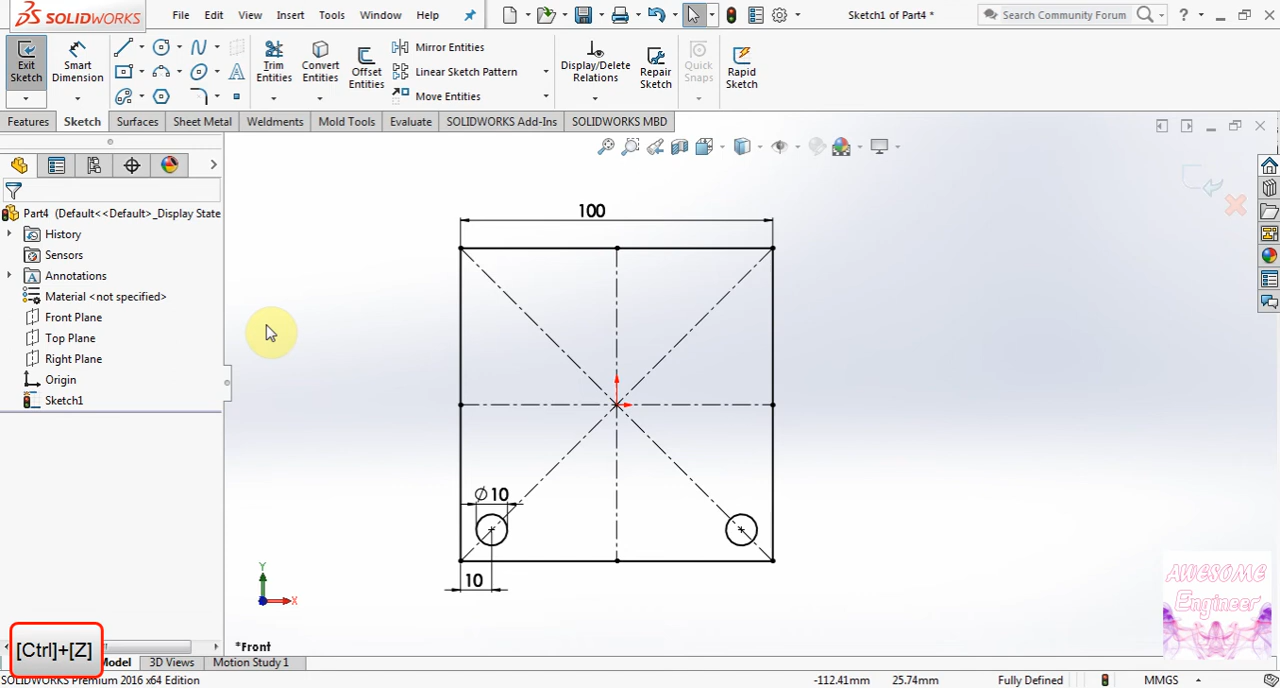 SOLIDWORKS
File Edit View Insert Tools Window Help
Sketch1 of Part4 *
Search Community Forum
?
Exit Sketch
Smart Dimension
Trim Entities
Convert Entities
Offset Entities
Mirror Entities
Linear Sketch Pattern
Move Entities
Display/Delete Relations
Repair Sketch
Quick Snaps
Rapid Sketch
Features Sketch Surfaces Sheet Metal Weldments Mold Tools Evaluate SOLIDWORKS Add-Ins SOLIDWORKS MBD
Part4 (Default<<Default>_Display State
History
Sensors
Annotations
Material <not specified>
Front Plane
Top Plane
Right Plane
Origin
Sketch1
100
Ø 10
10
Y
X
*Front
AWESOME
Engineer
[Ctrl]+[Z]
Model 3D Views Motion Study 1
SOLIDWORKS Premium 2016 x64 Edition
-112.41mm 25.74mm Fully Defined MMGS